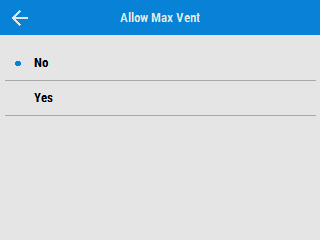 Allow Max Vent
No
Yes